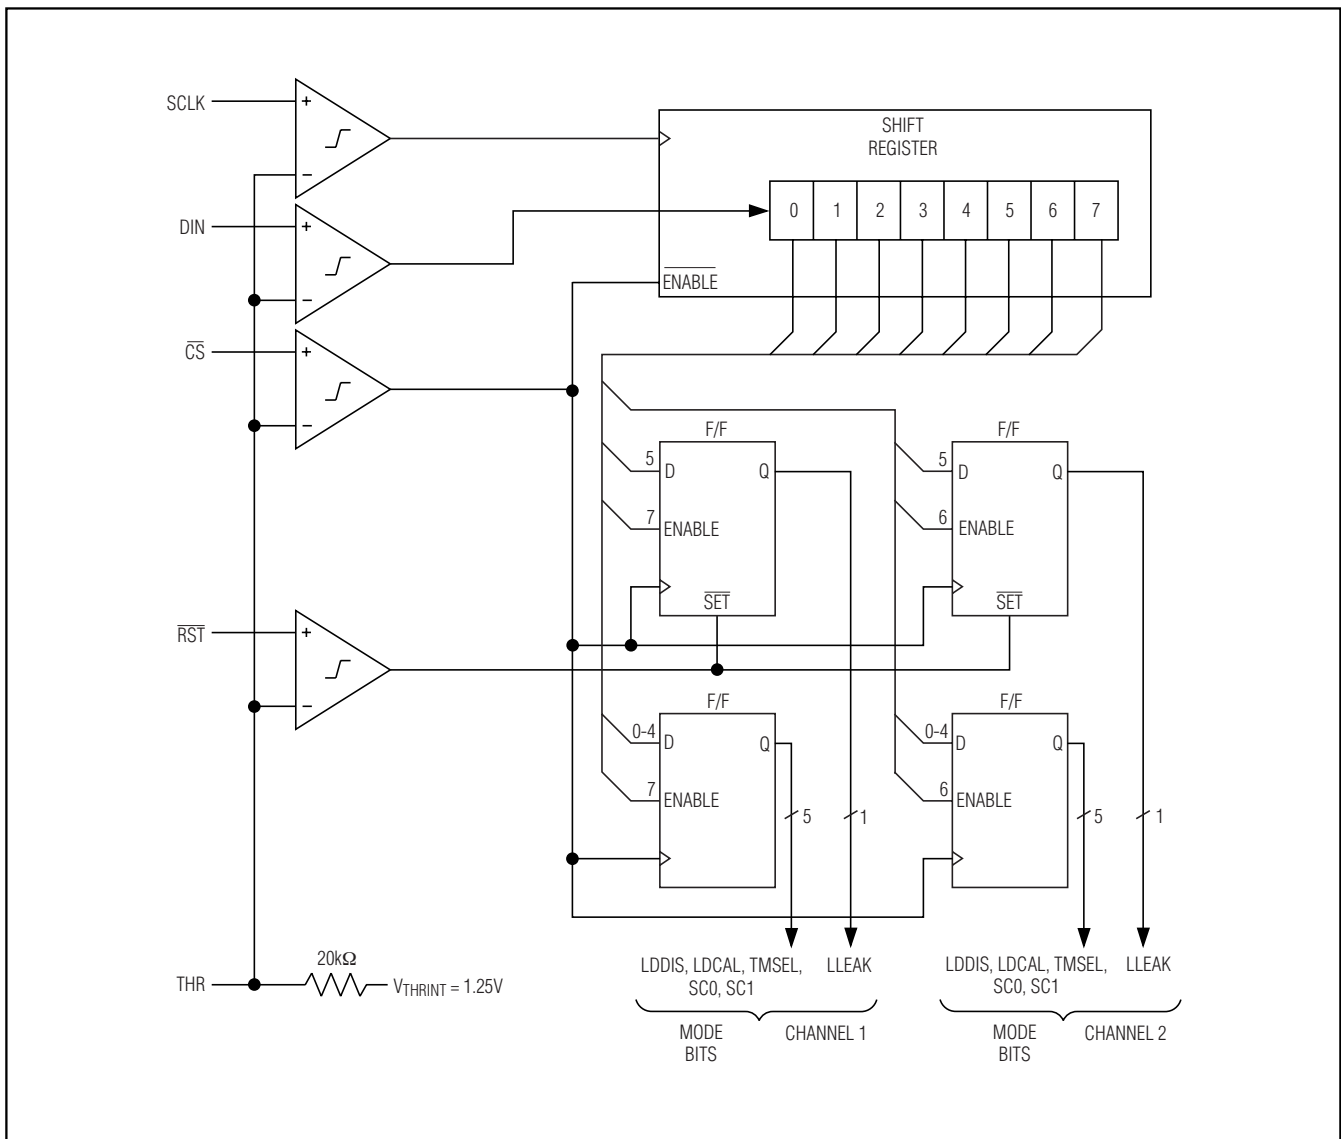 SCLK
+
−
SHIFT
REGISTER
0 1 2 3 4 5 6 7
DIN
+
−
ENABLE
CS
+
−
F/F
5 D Q
7 ENABLE
SET
F/F
5 D Q
6 ENABLE
SET
RST
+
−
F/F
0-4 D Q
7 ENABLE
5
1
F/F
0-4 D Q
6 ENABLE
5
1
THR
20kΩ
VTHRINT = 1.25V
LDDIS, LDCAL, TMSEL,
SC0, SC1
LLEAK
MODE
BITS
CHANNEL 1
LDDIS, LDCAL, TMSEL,
SC0, SC1
LLEAK
MODE
BITS
CHANNEL 2